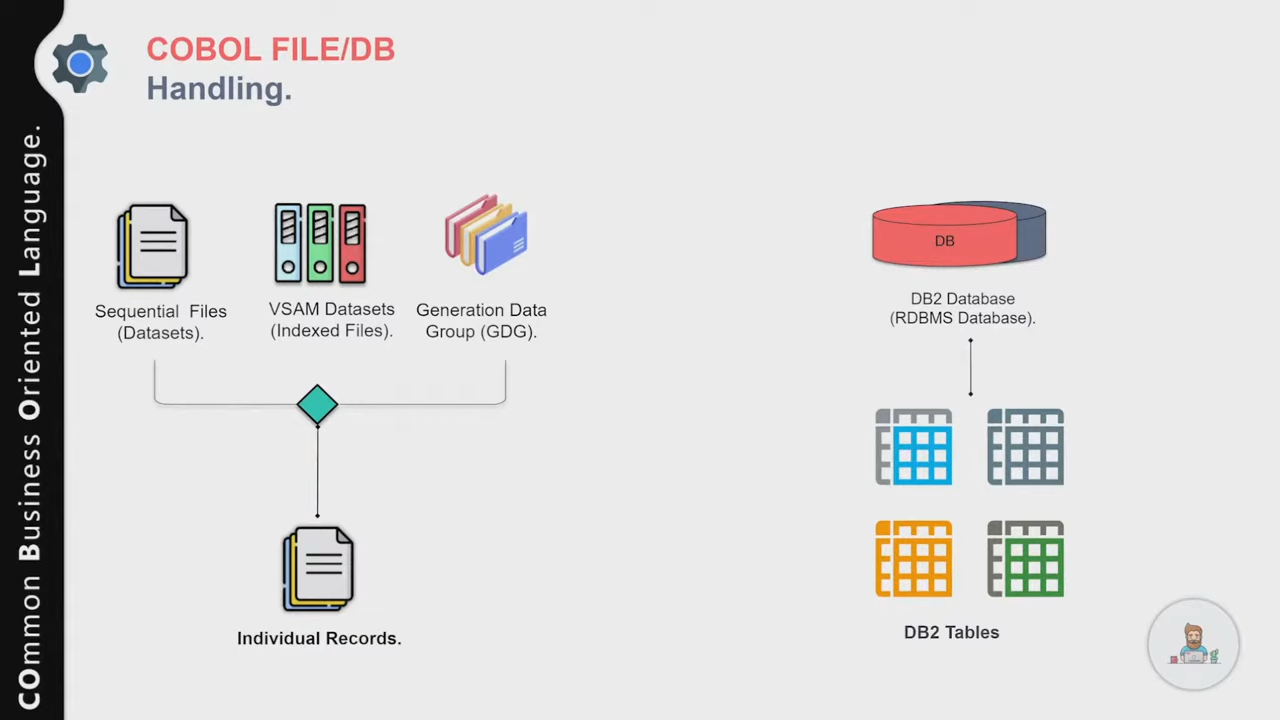 COBOL FILE/DB
Handling.
COmmon Business Oriented Language.
Sequential Files
(Datasets).
VSAM Datasets
(Indexed Files).
Generation Data
Group (GDG).
Individual Records.
DB
DB2 Database
(RDBMS Database).
DB2 Tables